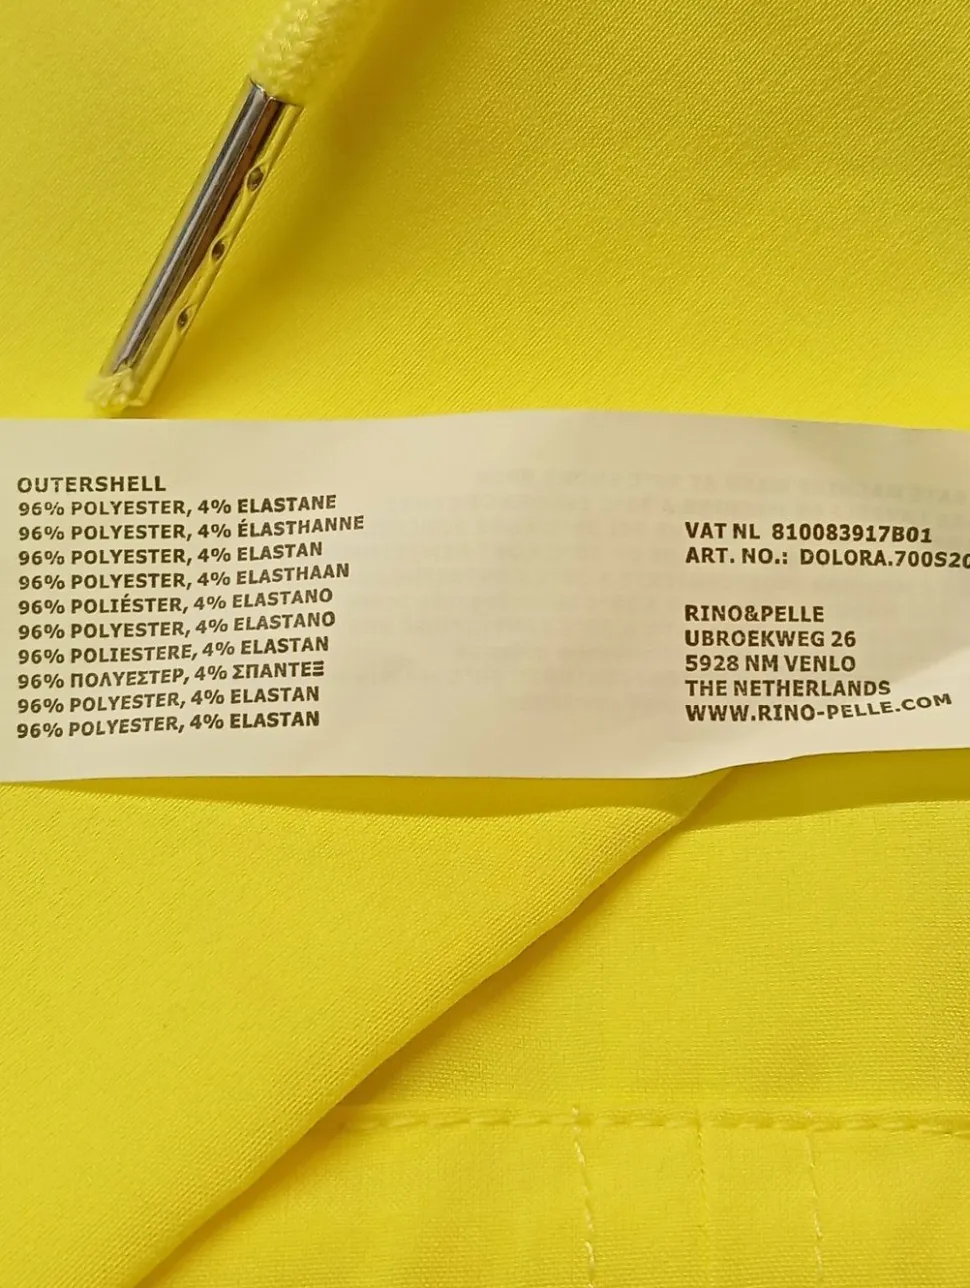 OUTERSHELL
96% POLYESTER, 4% ELASTANE
96% POLYESTER, 4% ÉLASTHANNE
96% POLYESTER, 4% ELASTAN
96% POLYESTER, 4% ELASTHAAN
96% POLIÉSTER, 4% ELASTANO
96% POLYESTER, 4% ELASTANO
96% POLIESTERE, 4% ELASTAN
96% ΠΟΛΥΕΣΤΕΡ, 4% ΣΠΑΝΤΕΞ
96% POLYESTER, 4% ELASTAN
96% POLYESTER, 4% ELASTAN
VAT NL 810083917B01
ART. NO.: DOLORA.700S20
RINO&PELLE
UBROEKWEG 26
5928 NM VENLO
THE NETHERLANDS
WWW.RINO-PELLE.COM